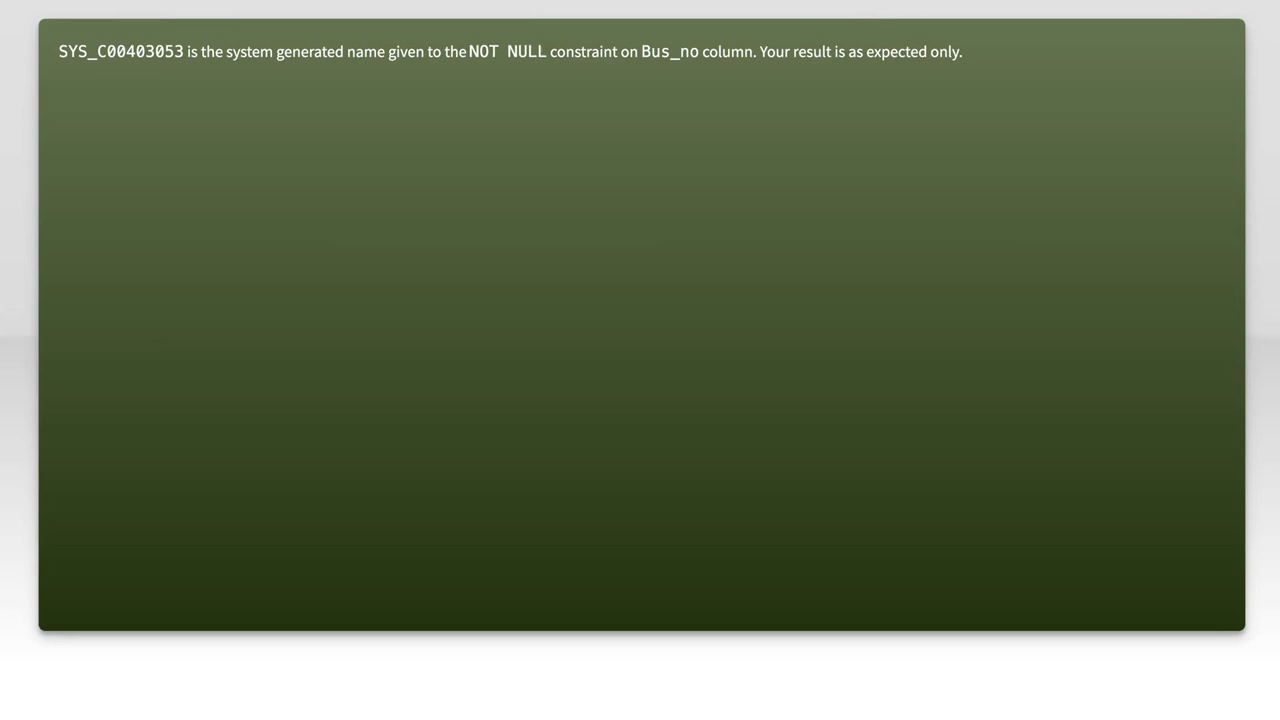 SYS_C00403053 is the system generated name given to the NOT NULL constraint on Bus_no column. Your result is as expected only.